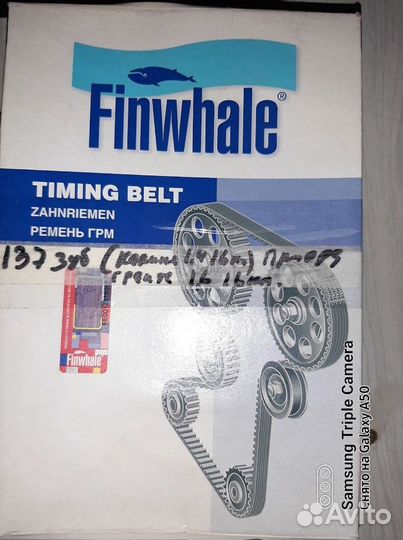 Finwhale®
TIMING BELT
ZAHNRIEMEN
РЕМЕНЬ ГРМ
137 зуб (Калина 1.4 16кл) Приора
Гранта 1.6 16кл.
Finwhale
Samsung Triple Camera
Снято на Galaxy A50
Avito